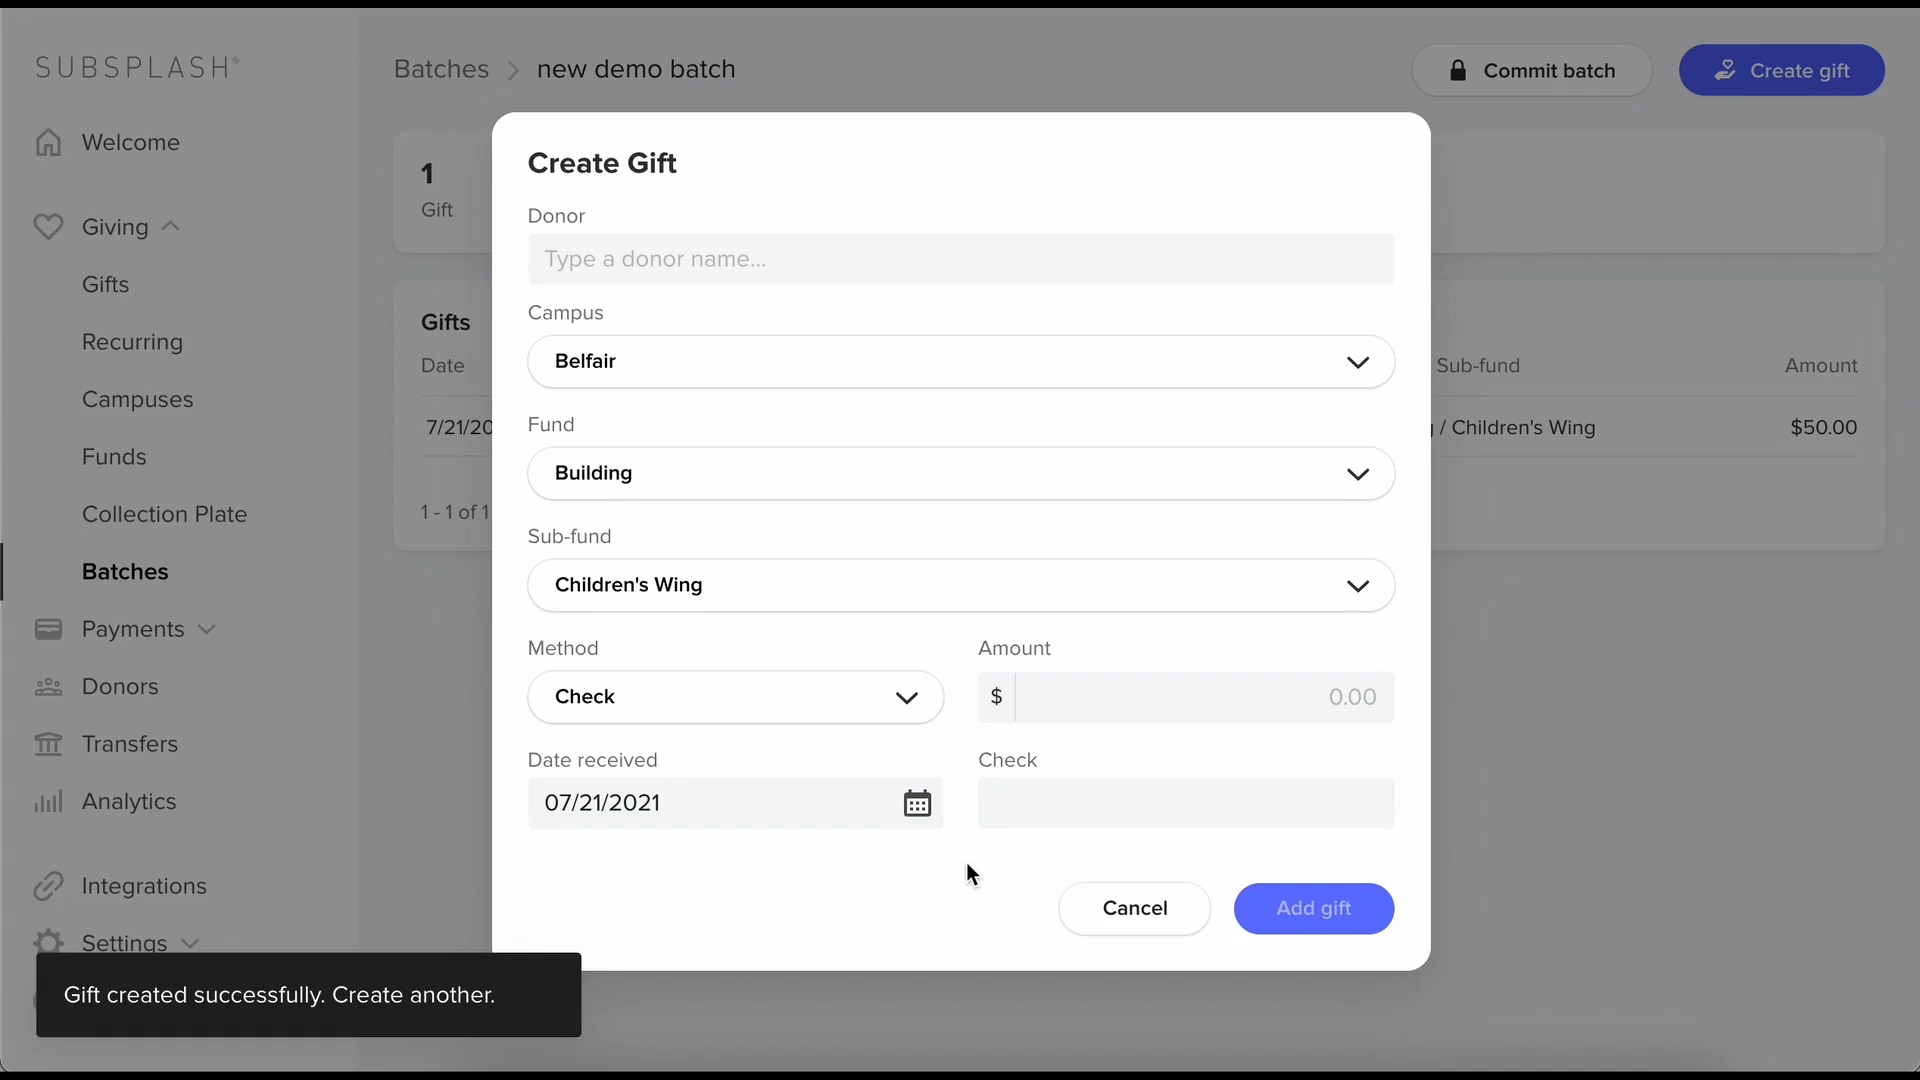 SUBSPLASH®
Welcome
Giving
Gifts
Recurring
Campuses
Funds
Collection Plate
Batches
Payments
Donors
Transfers
Analytics
Integrations
Settings
Batches > new demo batch
Commit batch
Create gift
1
Gift
Gifts
Date
Sub-fund
Amount
7/21/20
/ Children's Wing
$50.00
1 - 1 of 1
Create Gift
Donor
Type a donor name...
Campus
Belfair
Fund
Building
Sub-fund
Children's Wing
Method
Amount
Check
$
0.00
Date received
Check
07/21/2021
Cancel
Add gift
Gift created successfully. Create another.